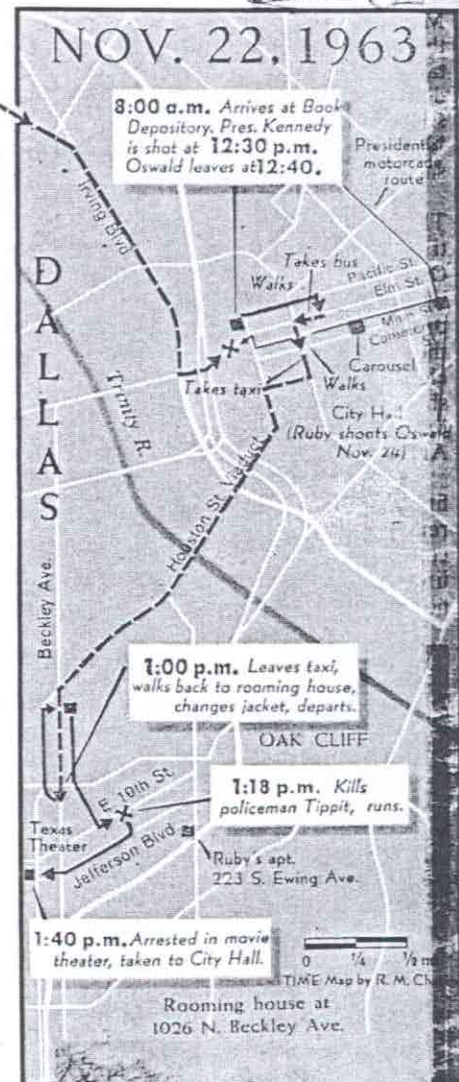 NOV. 22, 1963
8:00 a.m. Arrives at Book
Depository. Pres. Kennedy
is shot at 12:30 p.m.
Oswald leaves at 12:40.
Presidential
motorcade
route
Irving Blvd
DALLAS
Takes bus
Walks
Pacific St.
Elm St.
Main St.
Commerce
Carousel
Takes taxi
Walks
City Hall
(Ruby shoots Oswald
Nov. 24)
Trinity R.
Houston St. Viaduct
Beckley Ave.
1:00 p.m. Leaves taxi,
walks back to rooming house,
changes jacket, departs.
OAK CLIFF
E. 10th St.
1:18 p.m. Kills
policeman Tippit, runs.
Texas
Theater
Jefferson Blvd
Ruby's apt.
223 S. Ewing Ave.
1:40 p.m. Arrested in movie
theater, taken to City Hall.
0 1/4 1/2 m
TIME Map by R. M. Ch
Rooming house at
1026 N. Beckley Ave.